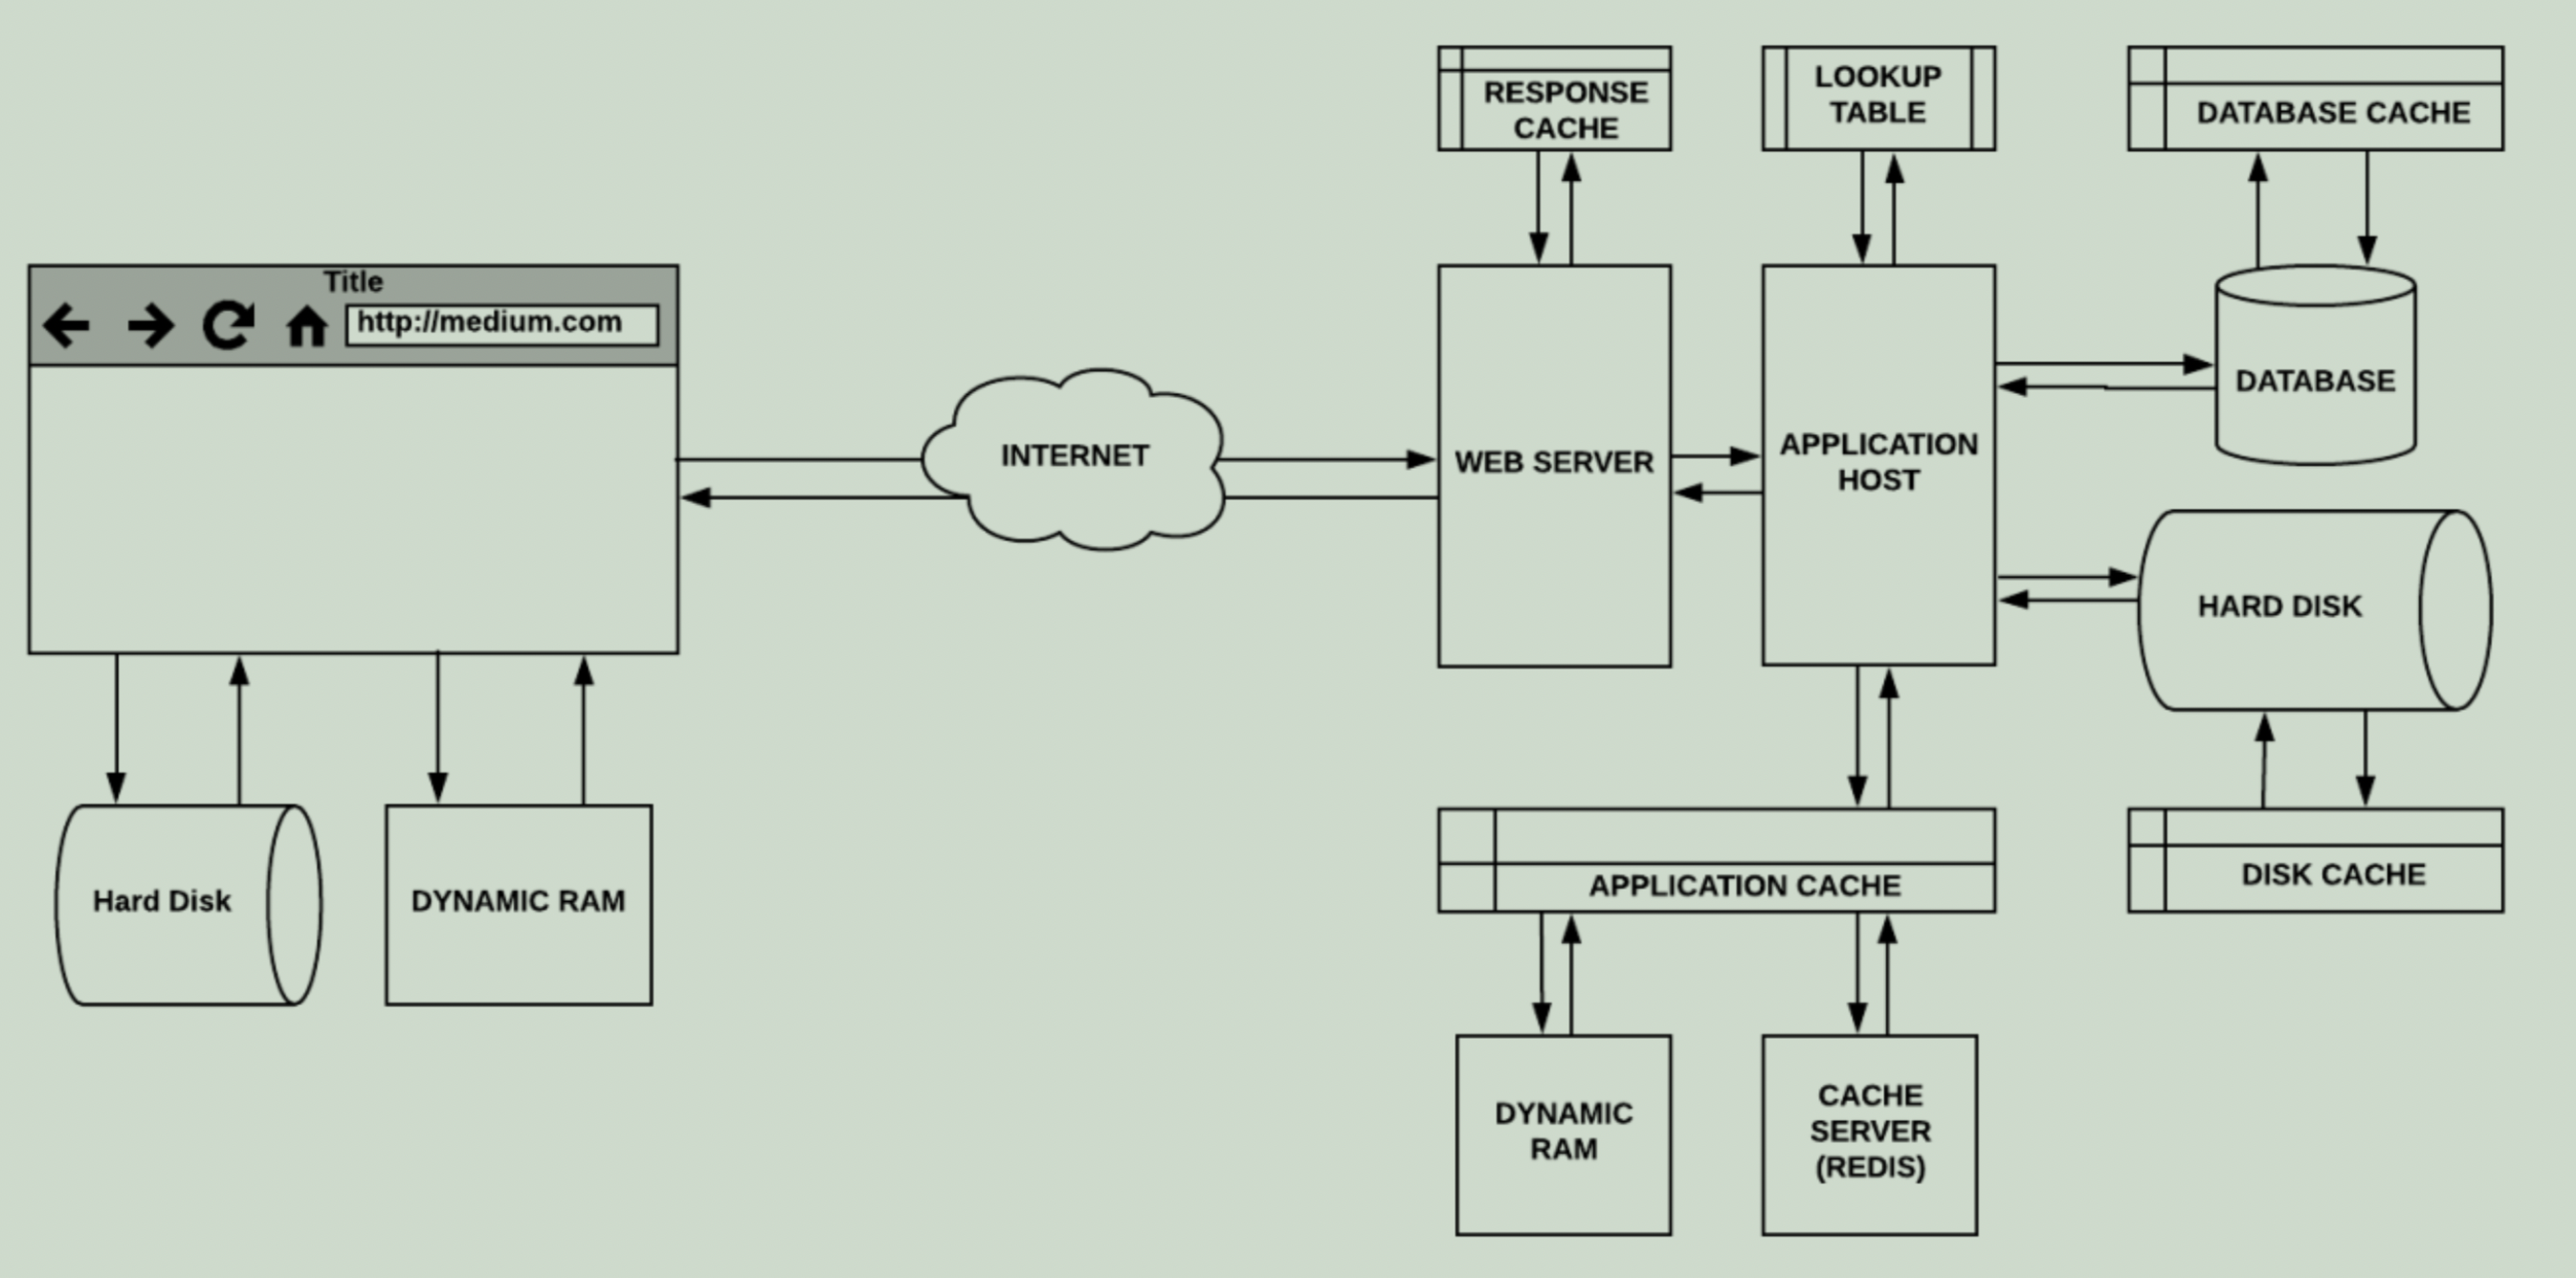 RESPONSE
CACHE
LOOKUP
TABLE
DATABASE CACHE
Title
http://medium.com
INTERNET
WEB SERVER
APPLICATION
HOST
DATABASE
HARD DISK
Hard Disk
DYNAMIC RAM
APPLICATION CACHE
DISK CACHE
DYNAMIC
RAM
CACHE
SERVER
(REDIS)